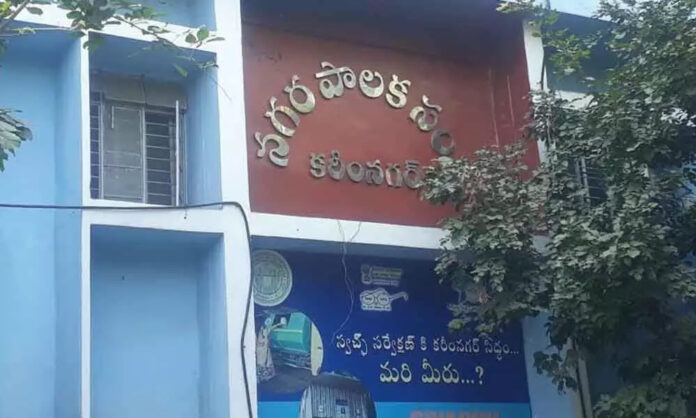 నగరపాలక సం
కరీంనగర్
స్వచ్ఛ్ సర్వేక్షణ్ కి కరీంనగర్ సిద్ధం...
మరి మీరు...?